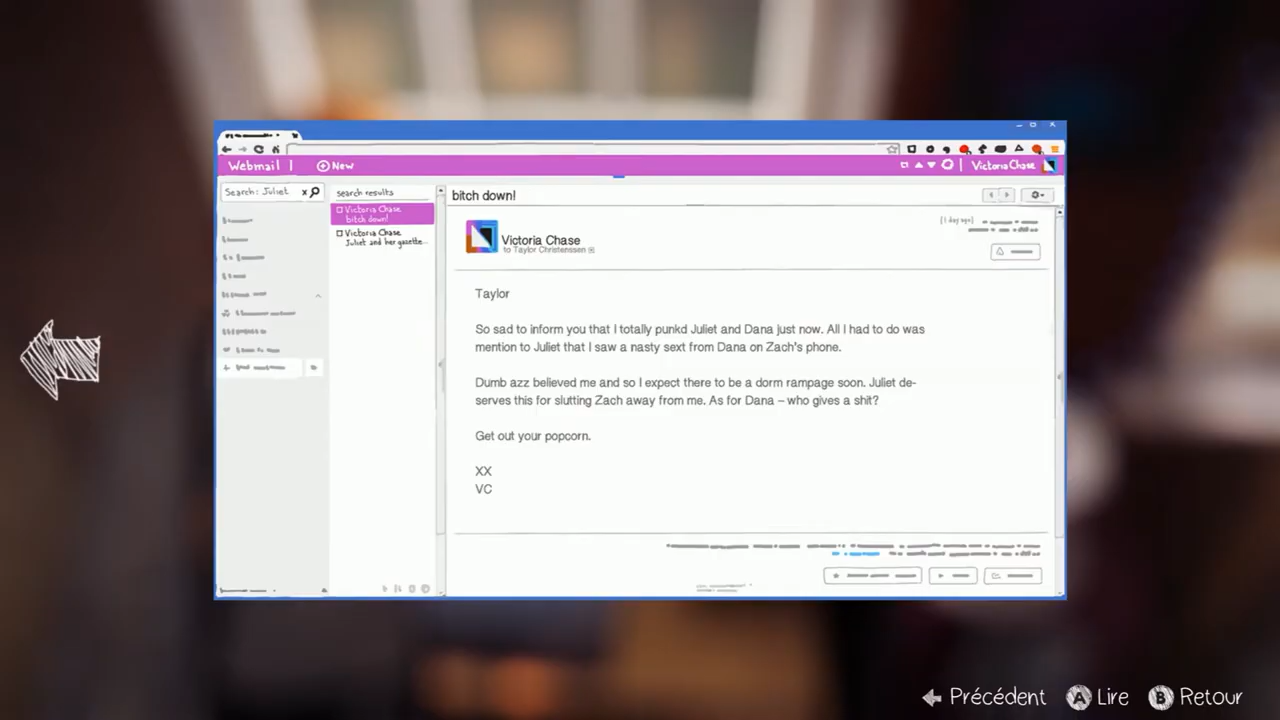 Webmail |
New
Victoria Chase
Search: Juliet x
search results
Victoria Chase
bitch down!
Victoria Chase
Juliet and her gazette...
bitch down!
Victoria Chase
to Taylor Christenssen
(1 day ago)
Taylor
So sad to inform you that I totally punkd Juliet and Dana just now. All I had to do was
mention to Juliet that I saw a nasty sext from Dana on Zach's phone.
Dumb azz believed me and so I expect there to be a dorm rampage soon. Juliet de-
serves this for slutting Zach away from me. As for Dana – who gives a shit?
Get out your popcorn.
XX
VC
Précédent A Lire B Retour